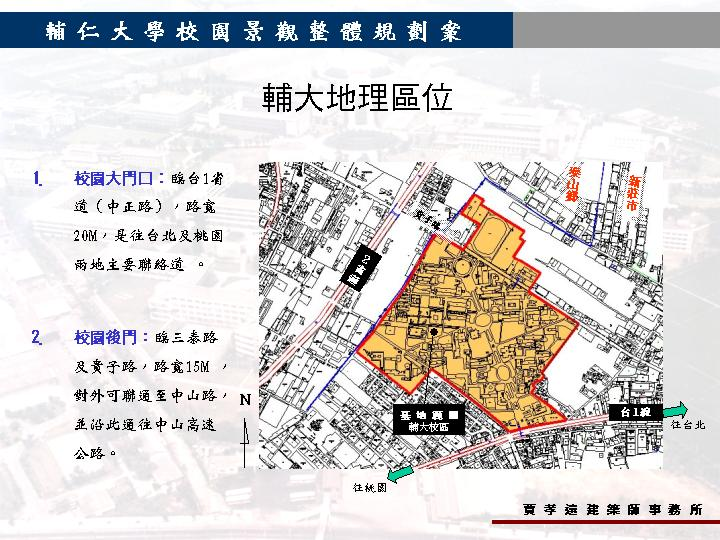 輔仁大學校園景觀整體規劃案
輔大地理區位
1. 校園大門口：臨台1省
道（中正路），路寬
20M，是往台北及桃園
兩地主要聯絡道 。
2. 校園後門：臨三泰路
及貴子路，路寬15M ，
對外可聯通至中山路，
並沿此通往中山高速
公路。
泰山鄉
新莊市
貴子路
2省道
N
基地範圍
輔大校區
台1線
往台北
往桃園
賈孝遠建築師事務所